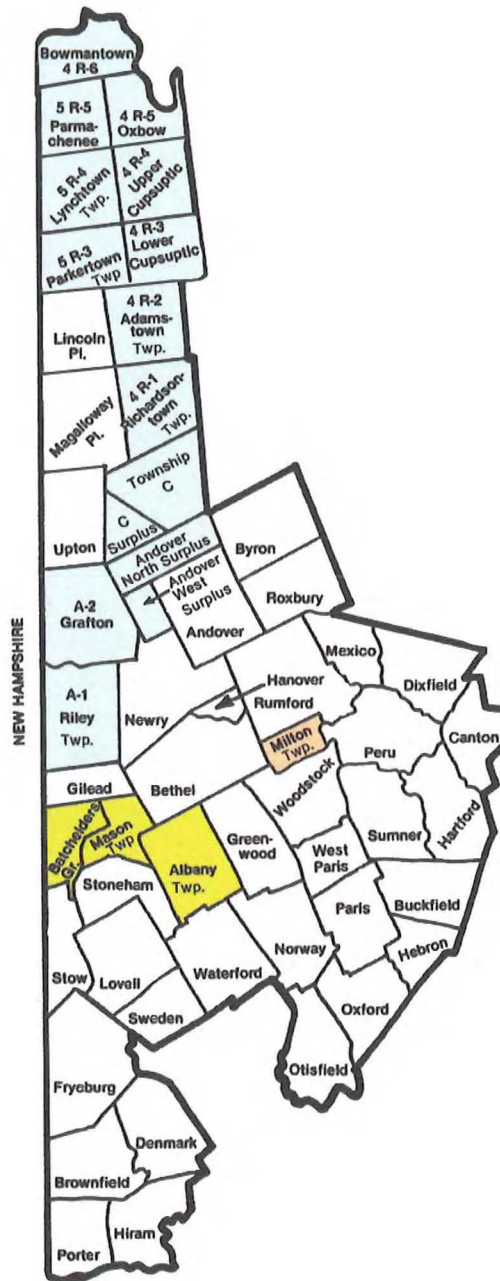 Bowmantown
4 R-6
5 R-5
Parma-
chenee
4 R-5
Oxbow
5 R-4
Lynchtown
Twp.
4 R-4
Upper
Cupsuptic
5 R-3
Parkertown
Twp
4 R-3
Lower
Cupsuptic
Lincoln
Pl.
4 R-2
Adams-
town
Twp.
Magalloway
Pl.
4 R-1
Richardson-
town
Twp.
Township
C
C
Surplus
Upton
Andover
North Surplus
Andover
West
Surplus
Andover
Byron
Roxbury
A-2
Grafton
NEW HAMPSHIRE
A-1
Riley
Twp.
Newry
Hanover
Rumford
Mexico
Dixfield
Milton
Twp.
Peru
Canton
Gilead
Bethel
Woodstock
Hartford
Sumner
Batchelders
Gr.
Mason
Twp
Albany
Twp.
Green-
wood
West
Paris
Stoneham
Paris
Buckfield
Hebron
Norway
Stow
Lovell
Waterford
Sweden
Oxford
Otisfield
Fryeburg
Denmark
Brownfield
Hiram
Porter